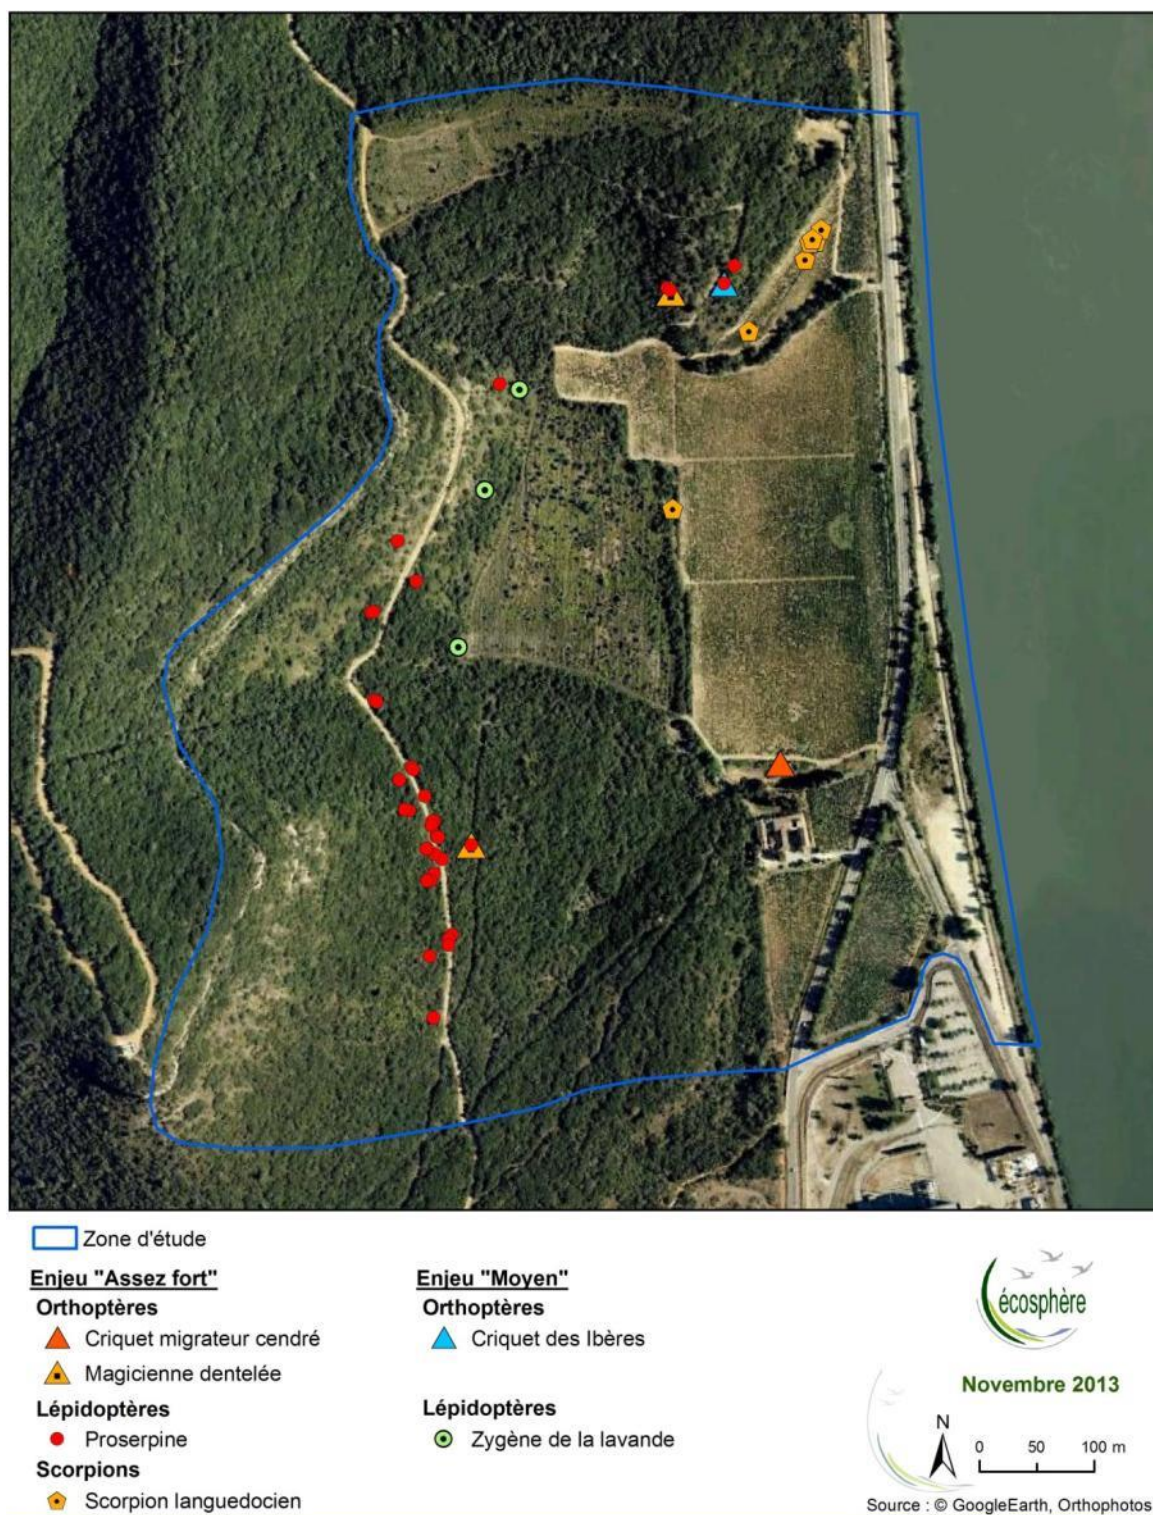 Zone d'étude
Enjeu "Assez fort"
Orthoptères
Criquet migrateur cendré
Magicienne dentelée
Lépidoptères
Proserpine
Scorpions
Scorpion languedocien
Enjeu "Moyen"
Orthoptères
Criquet des Ibères
Lépidoptères
Zygène de la lavande
écosphère
Novembre 2013
N
0 50 100 m
Source : © GoogleEarth, Orthophotos